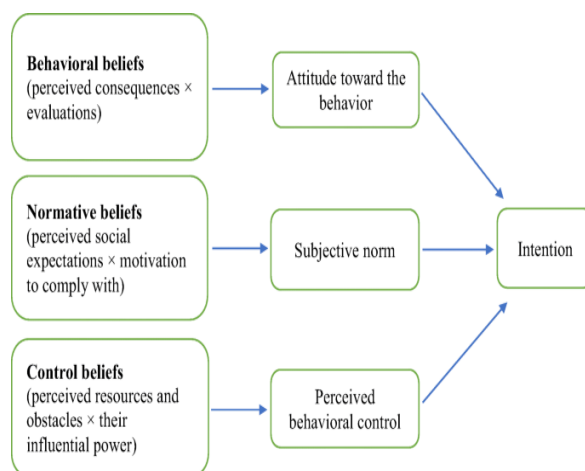 Behavioral beliefs
(perceived consequences ×
evaluations)
Attitude toward the
behavior
Normative beliefs
(perceived social
expectations × motivation
to comply with)
Subjective norm
Intention
Control beliefs
(perceived resources and
obstacles × their
influential power)
Perceived
behavioral control